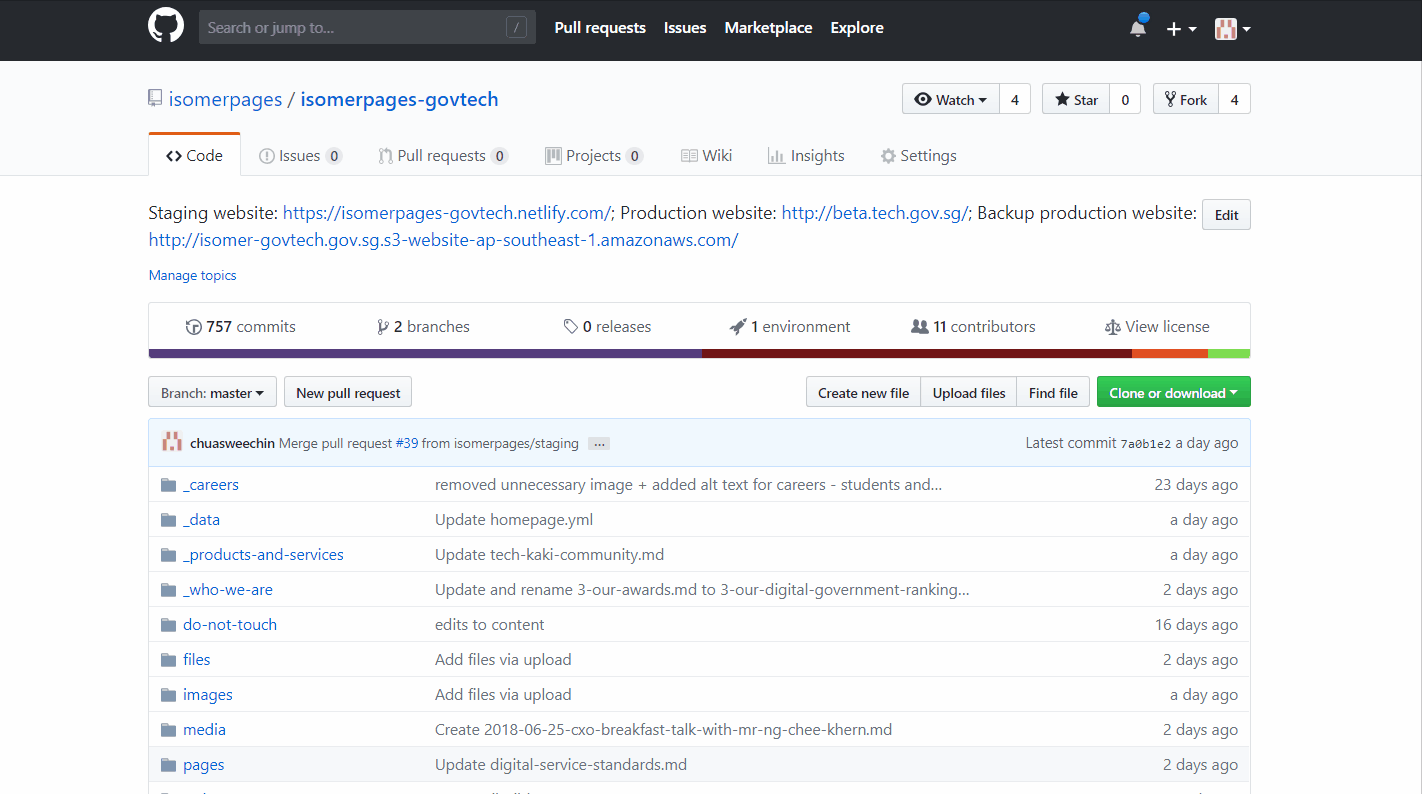 Search or jump to... / Pull requests Issues Marketplace Explore
isomerpages / isomerpages-govtech Watch 4 Star 0 Fork 4
Code Issues 0 Pull requests 0 Projects 0 Wiki Insights Settings
Staging website: https://isomerpages-govtech.netlify.com/; Production website: http://beta.tech.gov.sg/; Backup production website: Edit
http://isomer-govtech.gov.sg.s3-website-ap-southeast-1.amazonaws.com/
Manage topics
757 commits 2 branches 0 releases 1 environment 11 contributors View license
Branch: master New pull request Create new file Upload files Find file Clone or download
chuasweechin Merge pull request #39 from isomerpages/staging ... Latest commit 7a0b1e2 a day ago
_careers removed unnecessary image + added alt text for careers - students and... 23 days ago
_data Update homepage.yml a day ago
_products-and-services Update tech-kaki-community.md a day ago
_who-we-are Update and rename 3-our-awards.md to 3-our-digital-government-ranking... 2 days ago
do-not-touch edits to content 16 days ago
files Add files via upload 2 days ago
images Add files via upload a day ago
media Create 2018-06-25-cxo-breakfast-talk-with-mr-ng-chee-khern.md 2 days ago
pages Update digital-service-standards.md 2 days ago